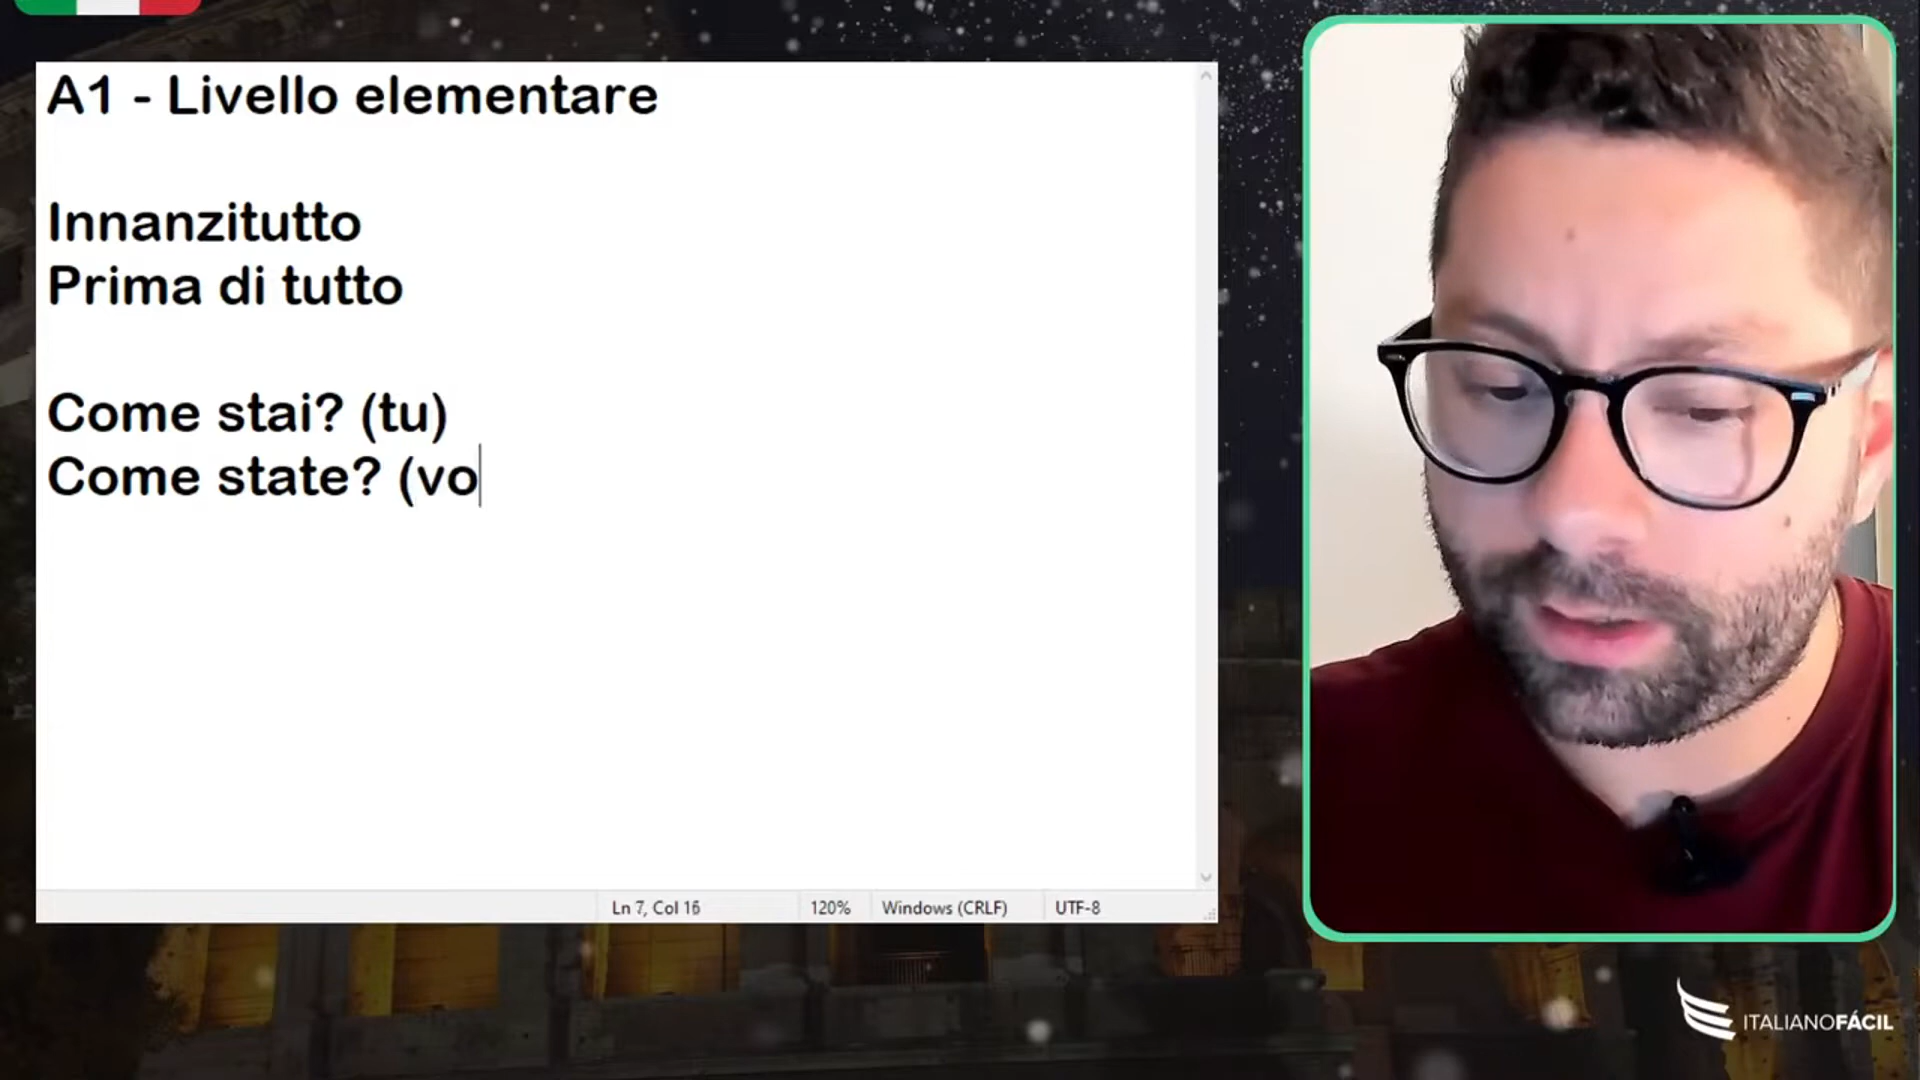 A1 - Livello elementare
Innanzitutto
Prima di tutto
Come stai? (tu)
Come state? (vo
Ln 7, Col 16
120%
Windows (CRLF)
UTF-8
ITALIANOFÁCIL